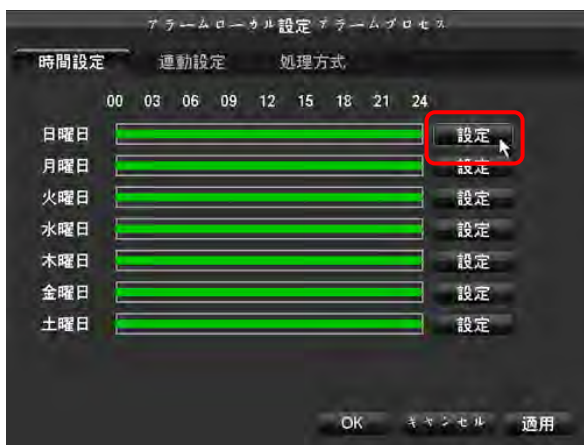 アラームローカル設定 アラームプロセス
時間設定 連動設定 処理方式
00 03 06 09 12 15 18 21 24
日曜日 設定
月曜日 設定
火曜日 設定
水曜日 設定
木曜日 設定
金曜日 設定
土曜日 設定
OK キャンセル 適用